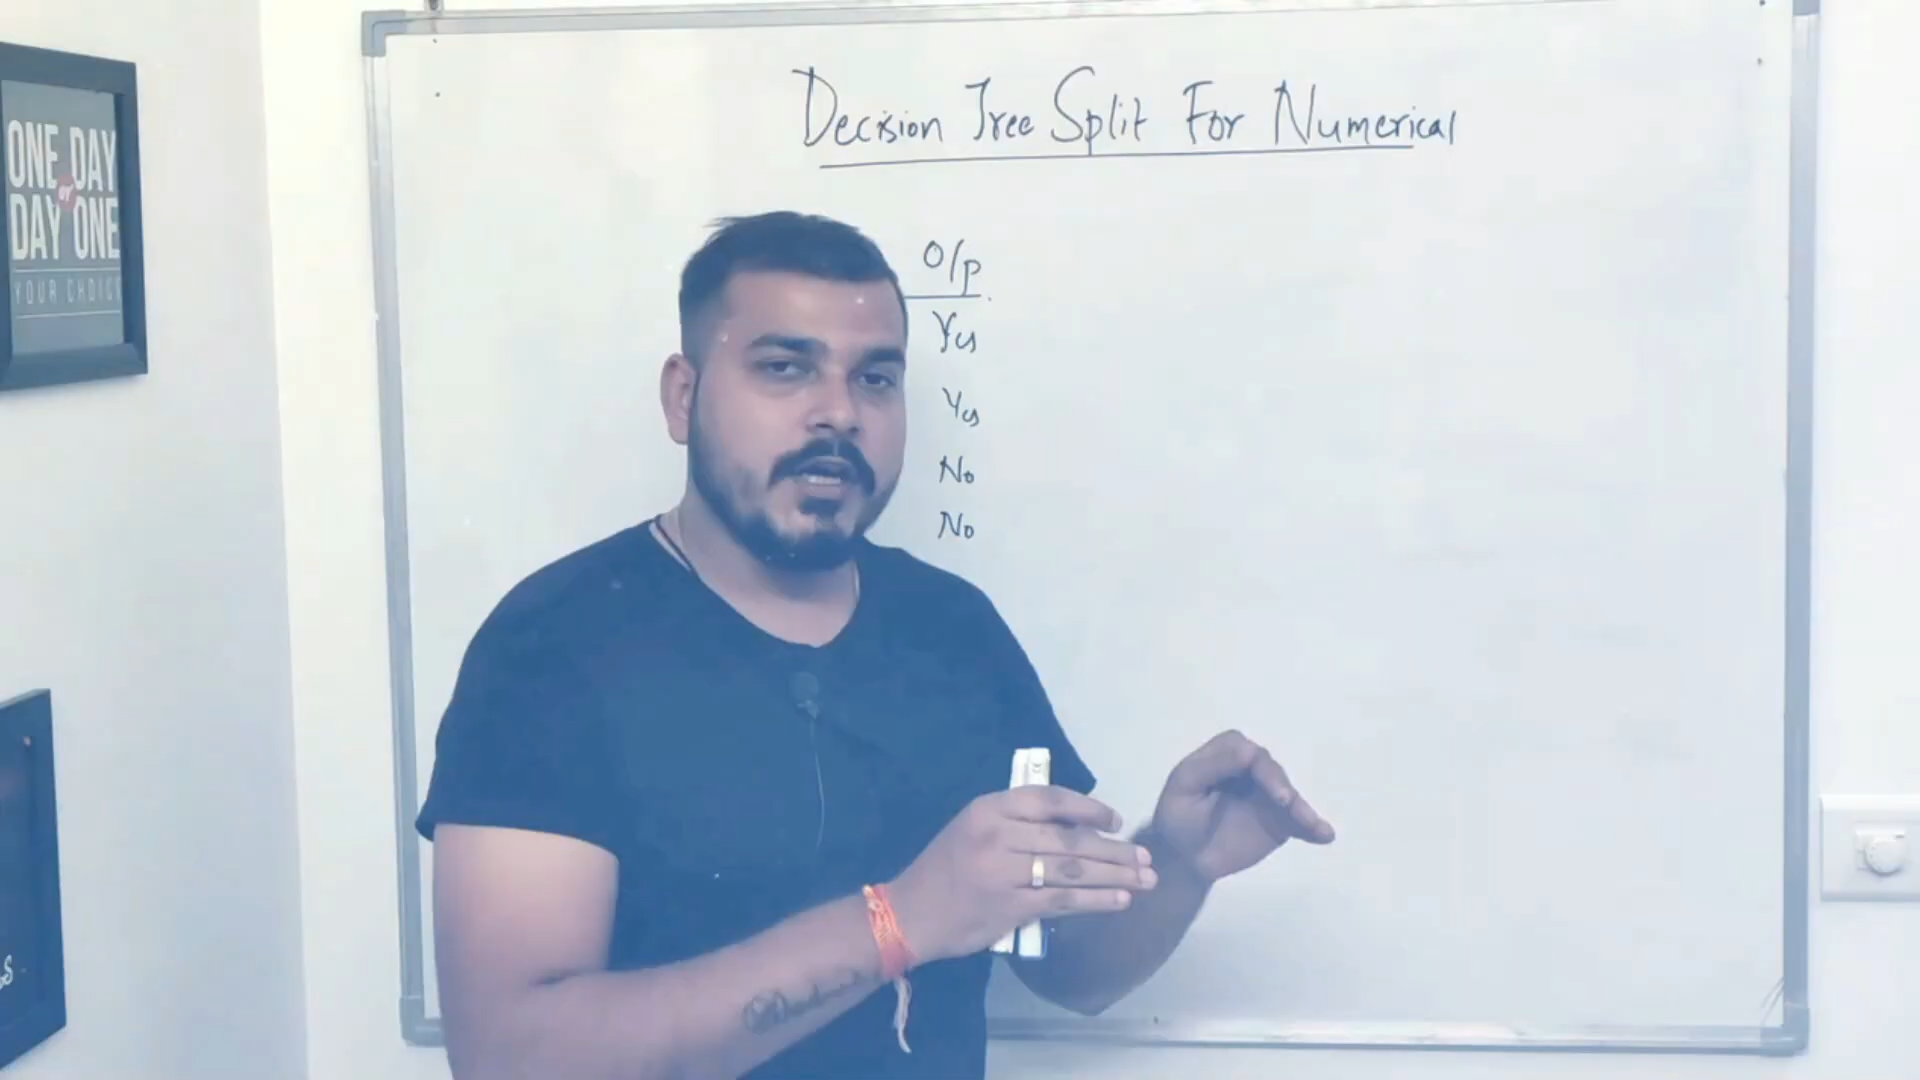 Decision Tree Split For Numerical
ONE DAY
or
DAY ONE
YOUR CHOICE
O/p
Yes
Yes
No
No